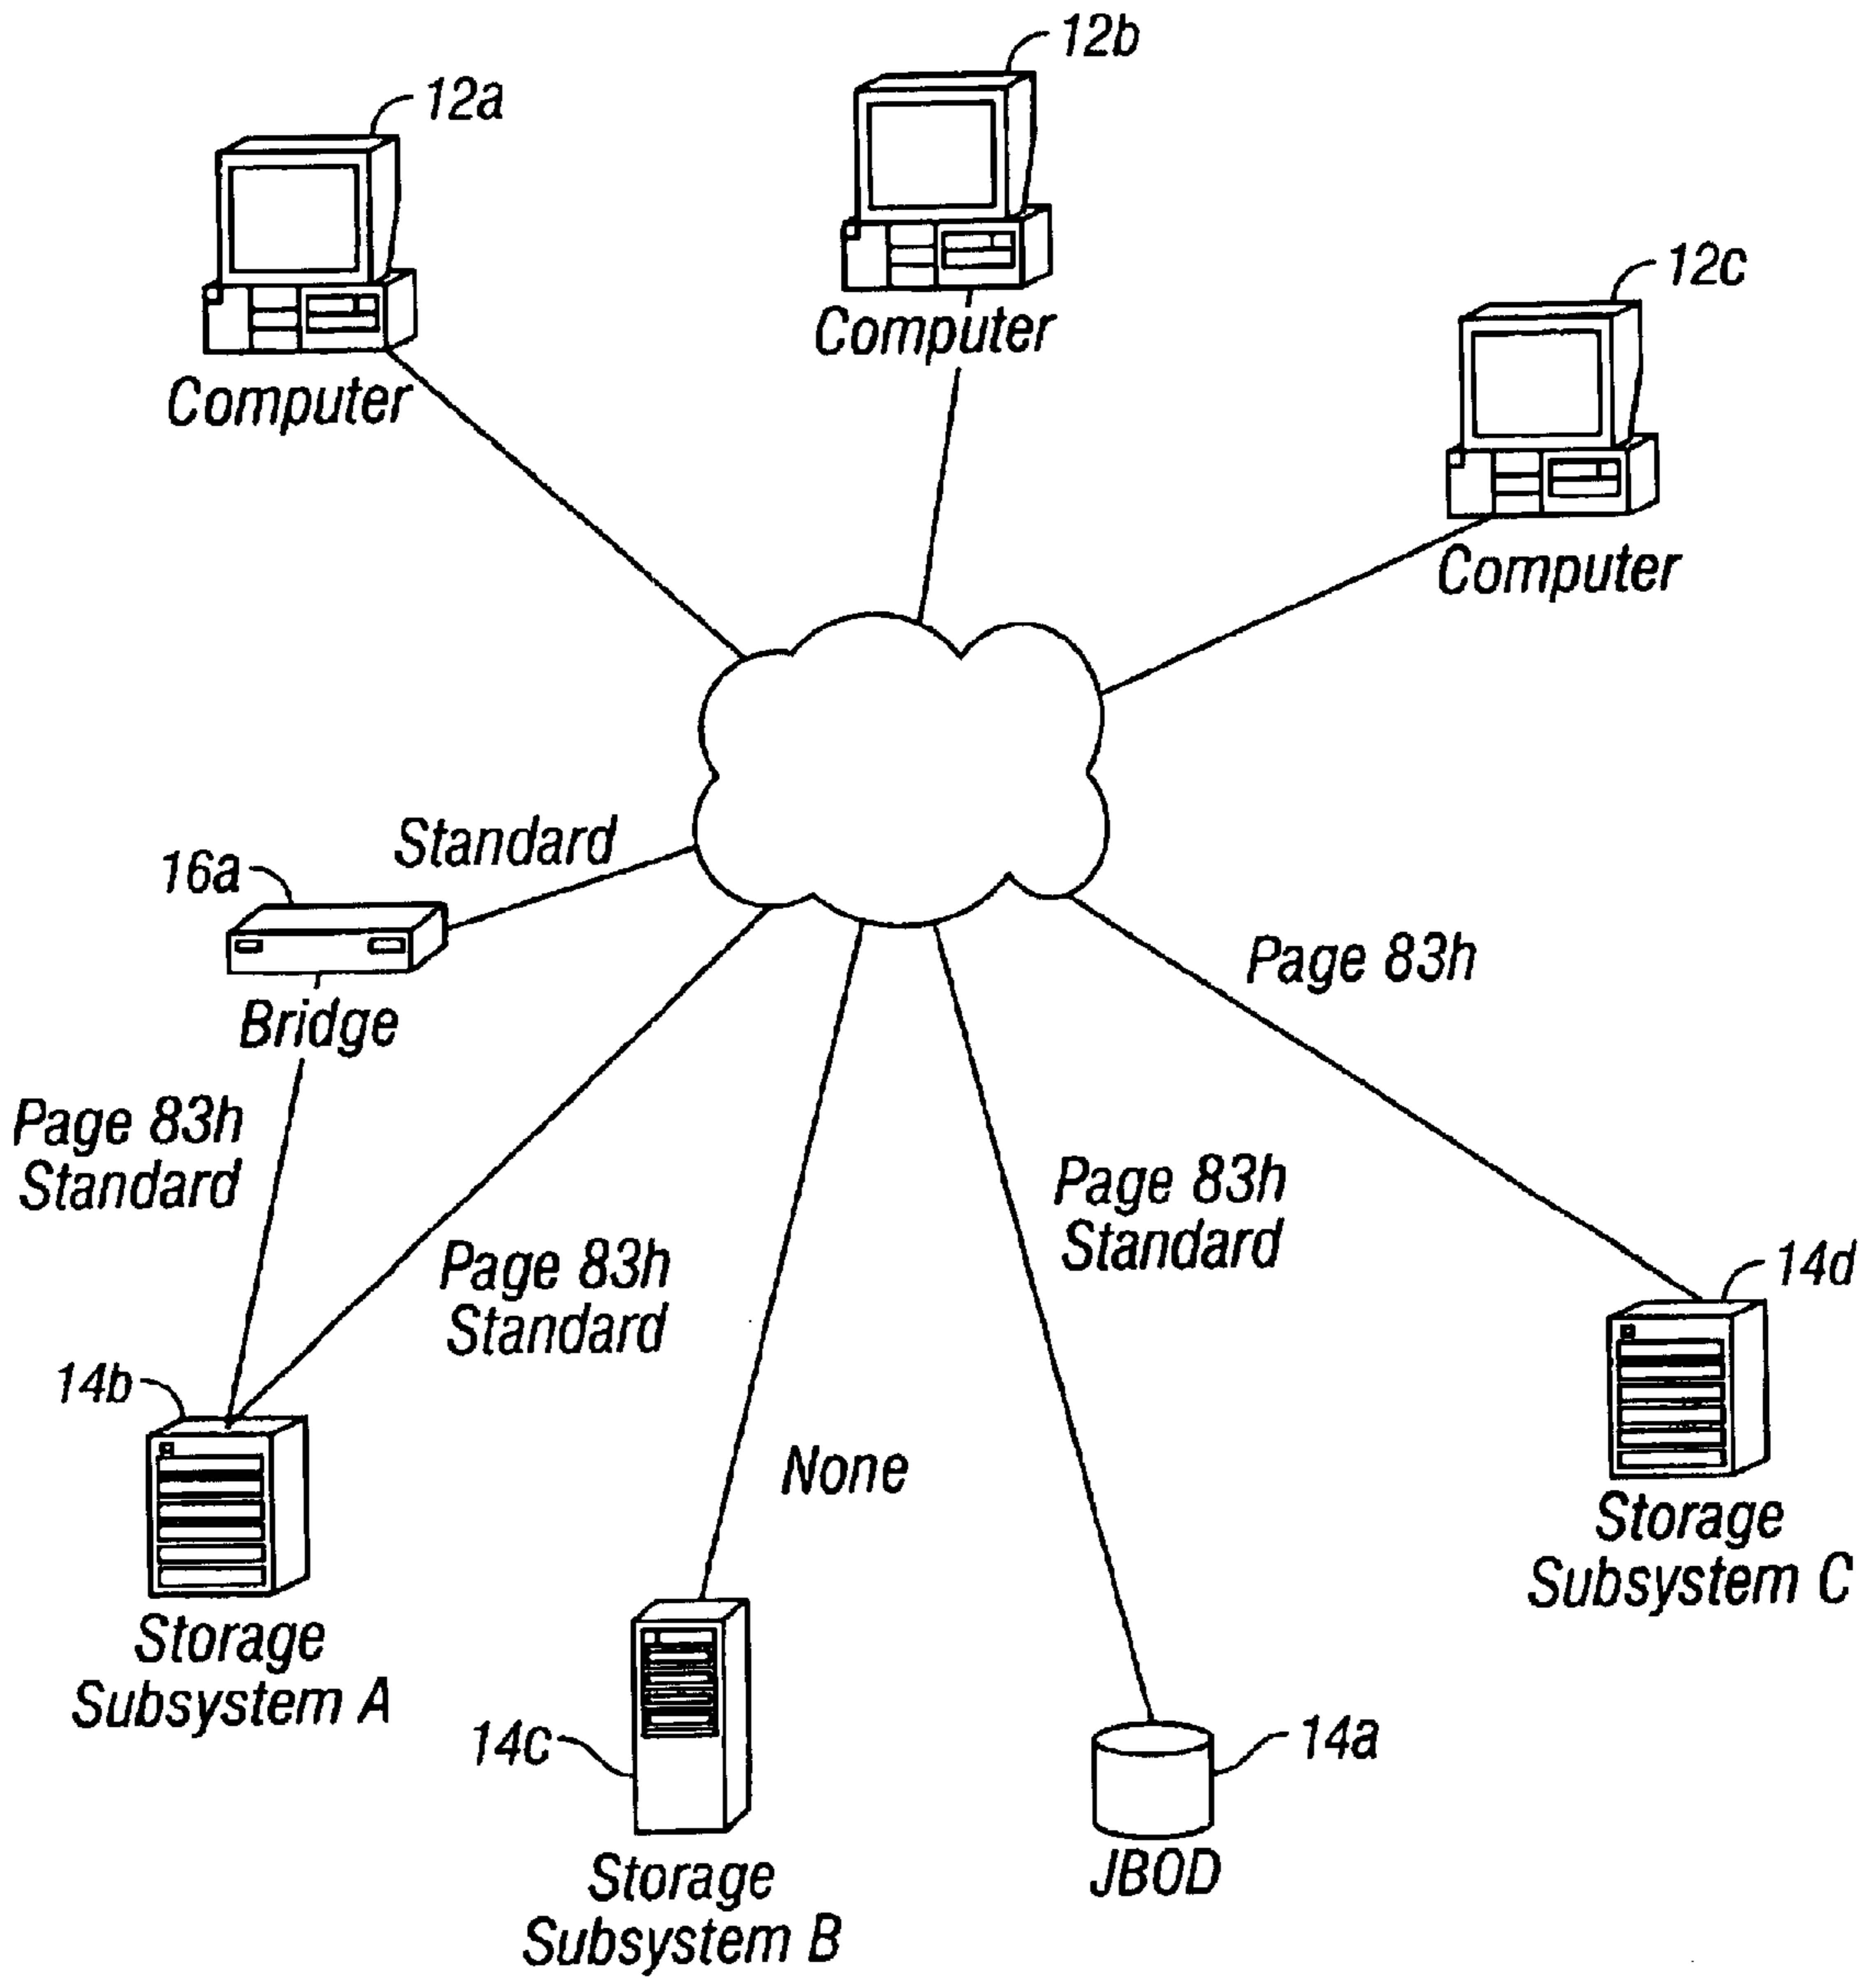 12b
12a
Computer
12c
Computer
Computer
Standard
16a
Bridge
Page 83h
Page 83h
Standard
Page 83h
Standard
Page 83h
Standard
14d
14b
None
Storage
Subsystem C
Storage
Subsystem A
14c
14a
JBOD
Storage
Subsystem B